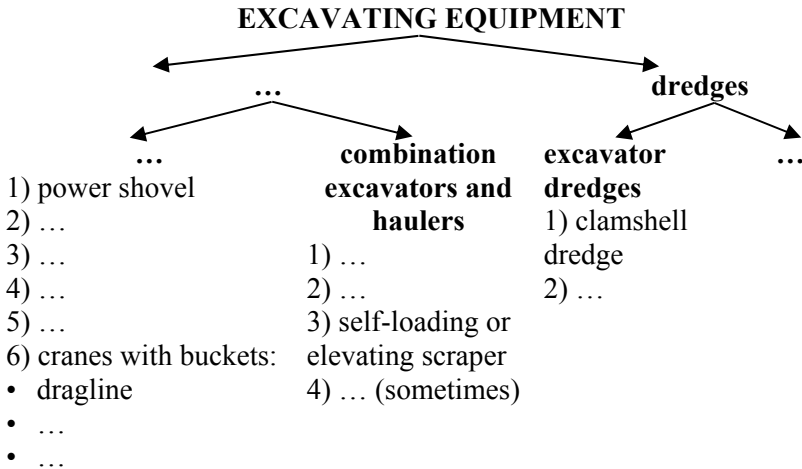 EXCAVATING EQUIPMENT
… dredges
… combination excavator …
1) power shovel excavators and dredges
2) … haulers 1) clamshell
3) … 1) … dredge
4) … 2) … 2) …
5) … 3) self-loading or
6) cranes with buckets: elevating scraper
• dragline 4) … (sometimes)
• …
• …